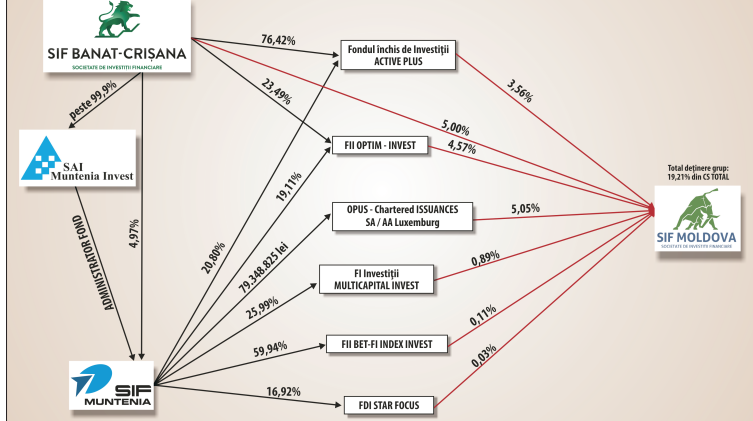 SIF BANAT-CRIȘANA
SOCIETATE DE INVESTIȚII FINANCIARE
76,42%
Fondul inchis de Investiții
ACTIVE PLUS
3,56%
peste 99,9%
23,49%
5,00%
4,57%
SAI
Muntenia Invest
FII OPTIM - INVEST
Total deținere grup:
19,21% din CS TOTAL
19,11%
OPUS - Chartered ISSUANCES
SA / AA Luxemburg
5,05%
SIF MOLDOVA
SOCIETATE DE INVESTIȚII FINANCIARE
ADMINISTRATOR FOND
4,97%
20,80%
79.348.825 lei
FI Investiții
MULTICAPITAL INVEST
0,89%
25,99%
0,11%
59,94%
FII BET-FI INDEX INVEST
0,03%
SIF
MUNTENIA
16,92%
FDI STAR FOCUS